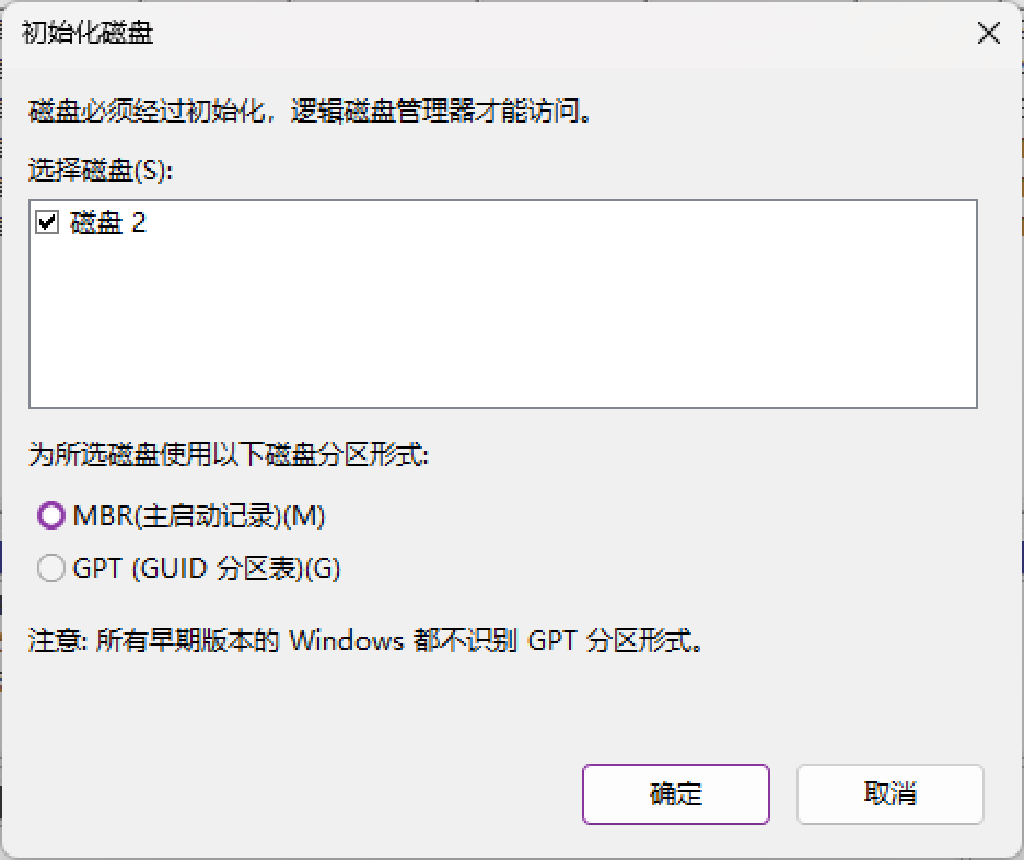 初始化磁盘
磁盘必须经过初始化，逻辑磁盘管理器才能访问。
选择磁盘(S):
磁盘 2
为所选磁盘使用以下磁盘分区形式:
MBR(主启动记录)(M)
GPT (GUID 分区表)(G)
注意: 所有早期版本的 Windows 都不识别 GPT 分区形式。
确定
取消